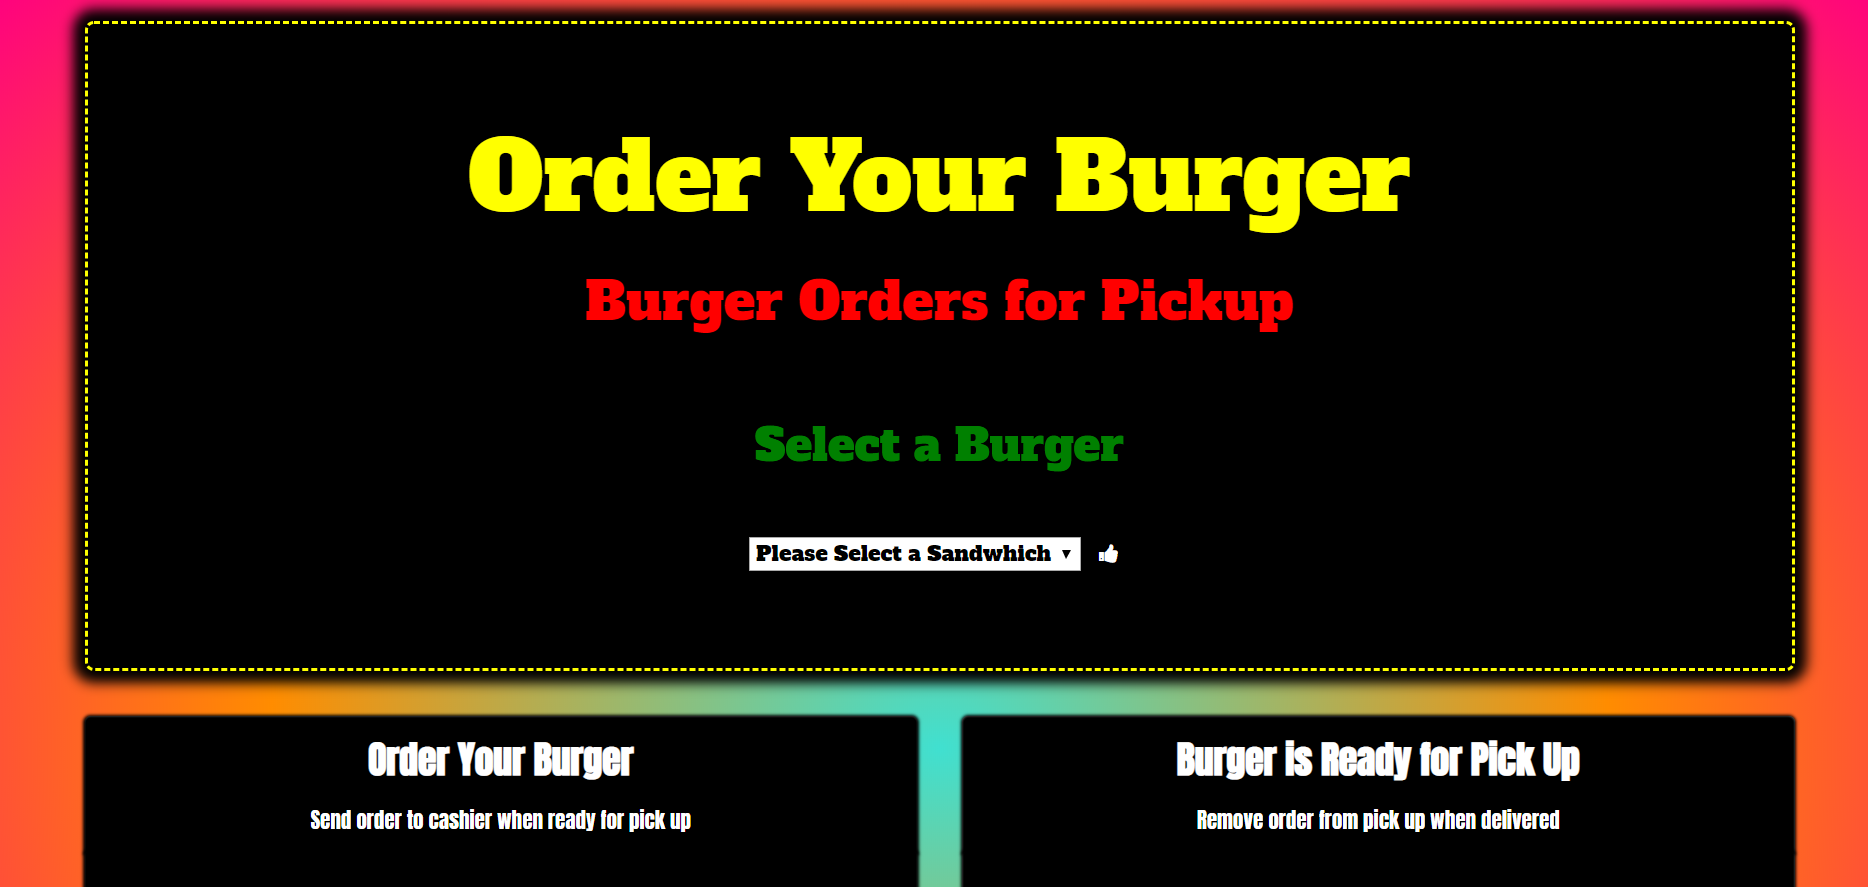 Order Your Burger
Burger Orders for Pickup
Select a Burger
Please Select a Sandwhich
Order Your Burger
Send order to cashier when ready for pick up
Burger is Ready for Pick Up
Remove order from pick up when delivered